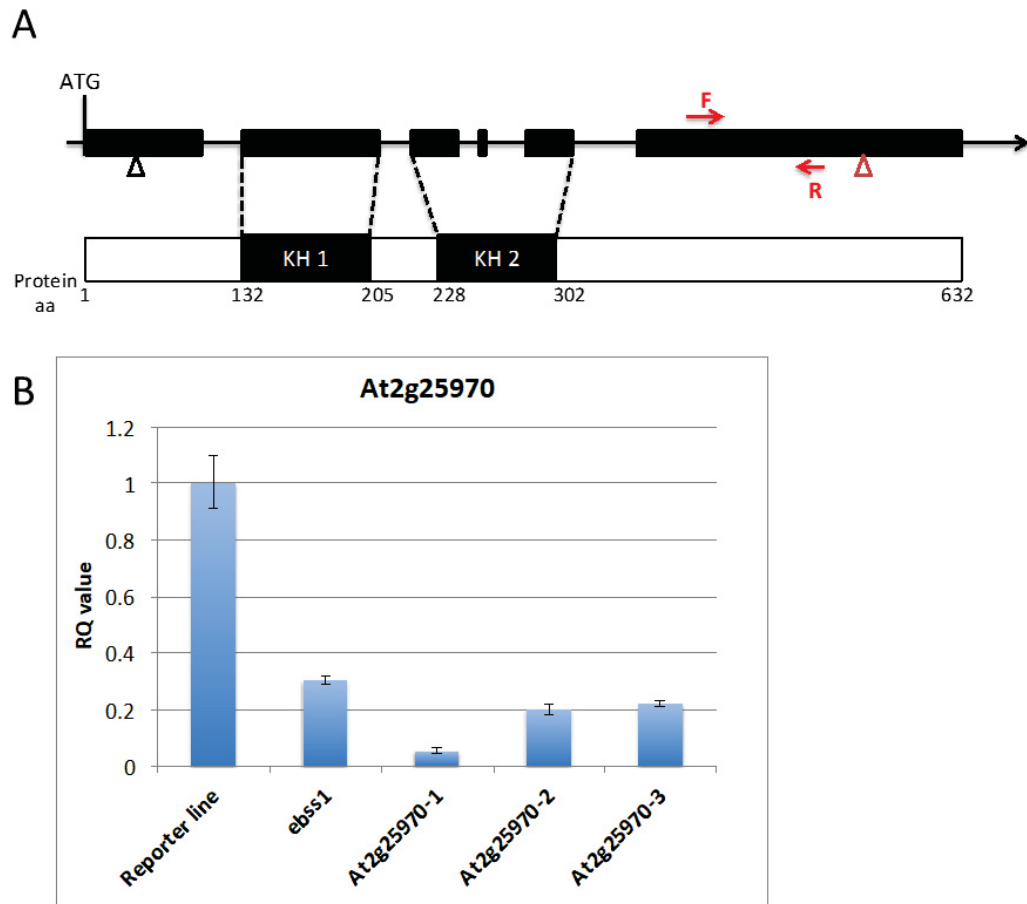 A
ATG
F
R
KH 1 KH 2
Protein aa 1 132 205 228 302 632
B
At2g25970
1.2
1
0.8
0.6
0.4
0.2
0
RQ value
Reporter line
ebss1
At2g25970-1
At2g25970-2
At2g25970-3